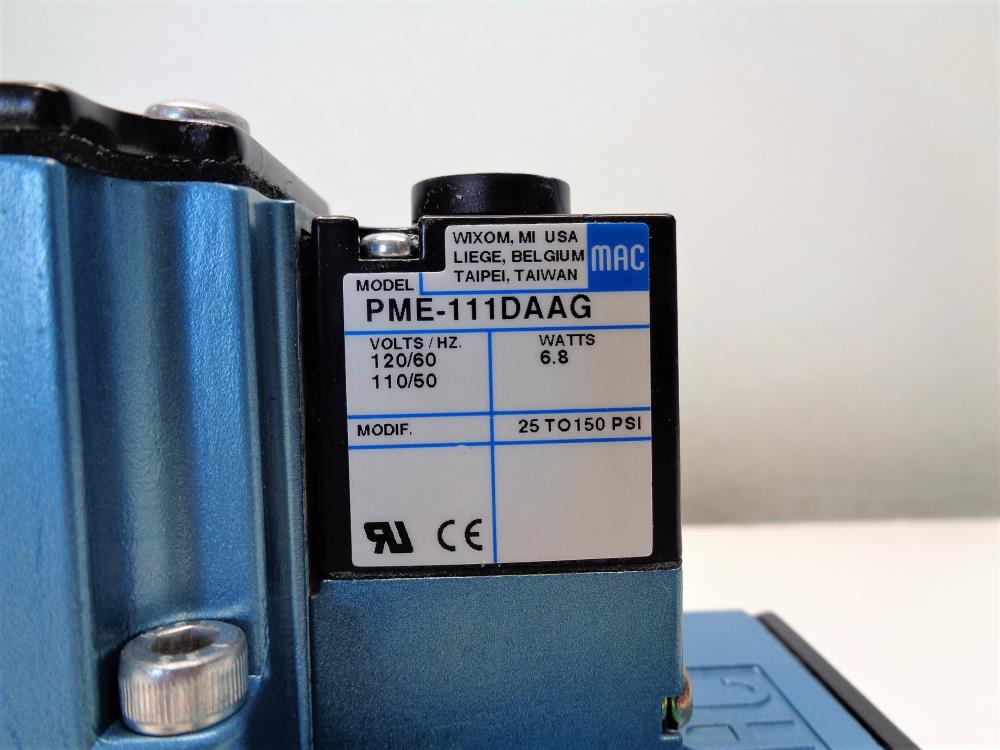 WIXOM, MI USA
LIEGE, BELGIUM
TAIPEI, TAIWAN
MAC
MODEL
PME-111DAAG
VOLTS / HZ.
120/60
110/50
WATTS
6.8
MODIF.
25 TO150 PSI
CE